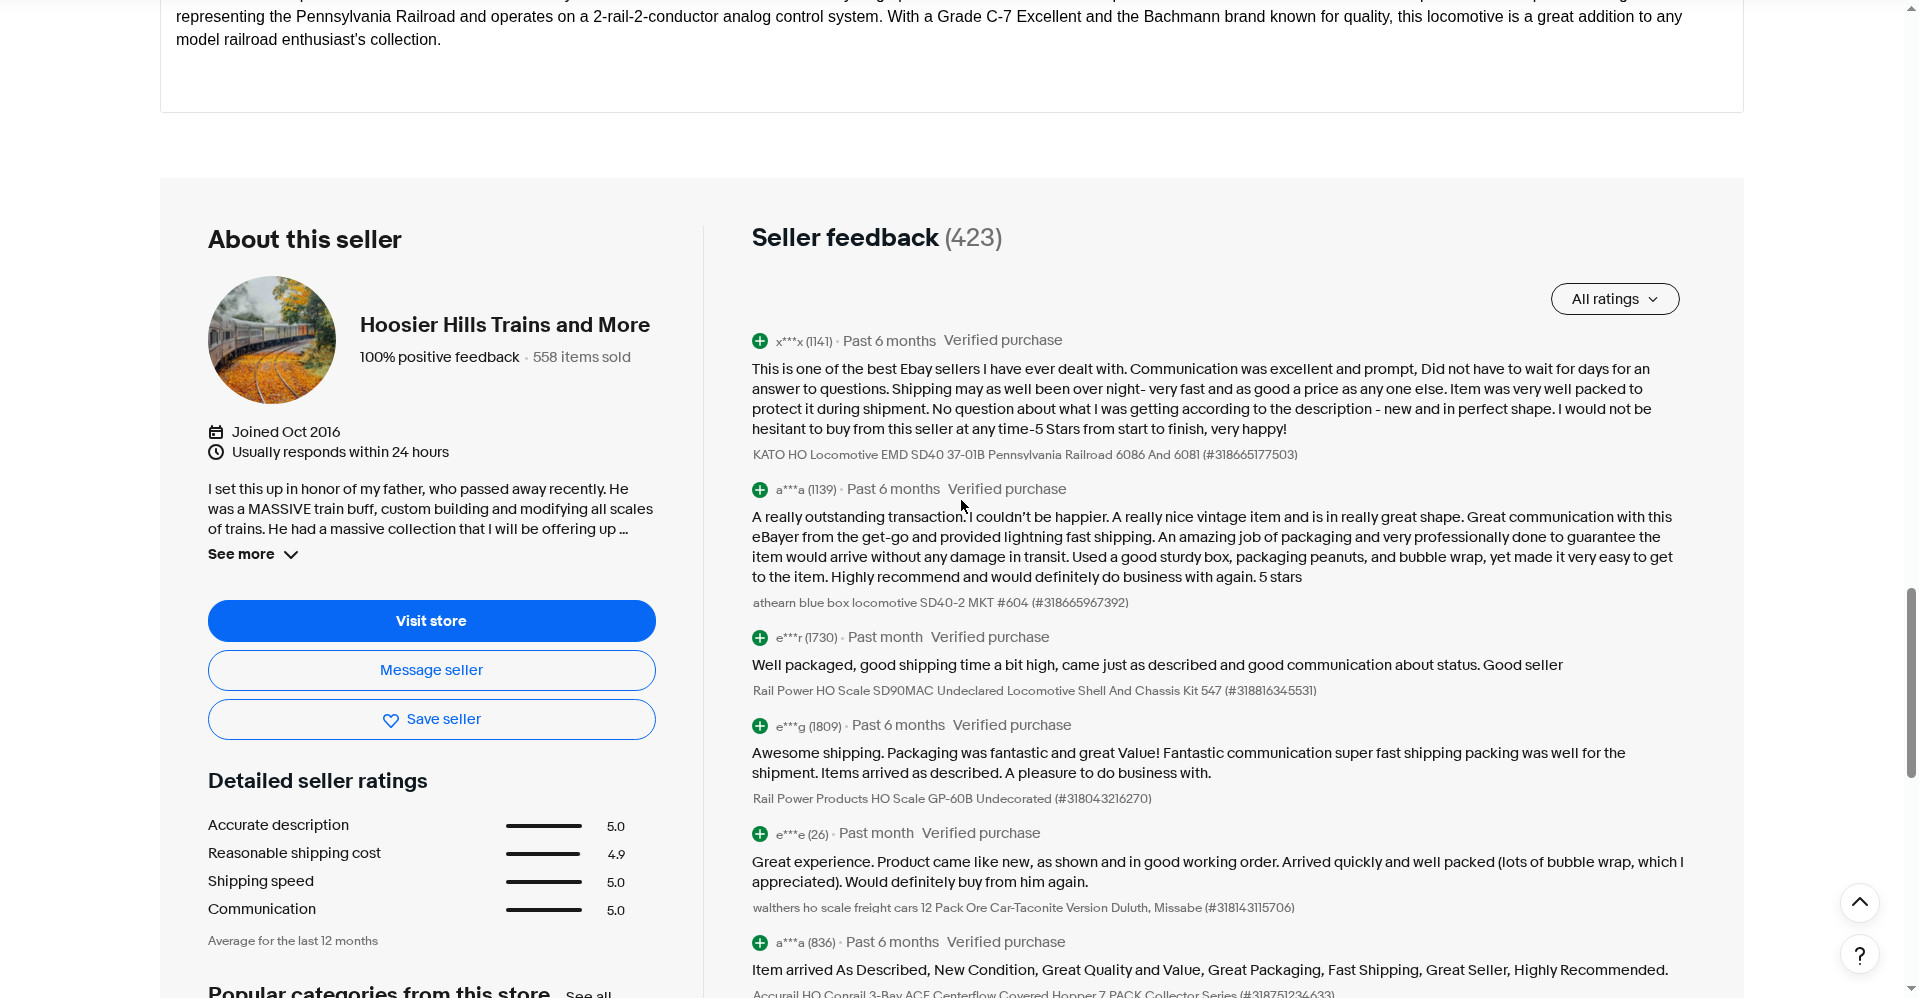 representing the Pennsylvania Railroad and operates on a 2-rail-2-conductor analog control system. With a Grade C-7 Excellent and the Bachmann brand known for quality, this locomotive is a great addition to any
model railroad enthusiast's collection.
About this seller
Hoosier Hills Trains and More
100% positive feedback · 558 items sold
Joined Oct 2016
Usually responds within 24 hours
I set this up in honor of my father, who passed away recently. He
was a MASSIVE train buff, custom building and modifying all scales
of trains. He had a massive collection that I will be offering up ...
See more
Visit store
Message seller
Save seller
Detailed seller ratings
Accurate description 5.0
Reasonable shipping cost 4.9
Shipping speed 5.0
Communication 5.0
Average for the last 12 months
Popular categories from this store See all
Seller feedback (423)
All ratings
x***x (1141) · Past 6 months Verified purchase
This is one of the best Ebay sellers I have ever dealt with. Communication was excellent and prompt, Did not have to wait for days for an
answer to questions. Shipping may as well been over night- very fast and as good a price as any one else. Item was very well packed to
protect it during shipment. No question about what I was getting according to the description - new and in perfect shape. I would not be
hesitant to buy from this seller at any time-5 Stars from start to finish, very happy!
KATO HO Locomotive EMD SD40 37-01B Pennsylvania Railroad 6086 And 6081 (#318665177503)
a***a (1139) · Past 6 months Verified purchase
A really outstanding transaction. I couldn't be happier. A really nice vintage item and is in really great shape. Great communication with this
eBayer from the get-go and provided lightning fast shipping. An amazing job of packaging and very professionally done to guarantee the
item would arrive without any damage in transit. Used a good sturdy box, packaging peanuts, and bubble wrap, yet made it very easy to get
to the item. Highly recommend and would definitely do business with again. 5 stars
athearn blue box locomotive SD40-2 MKT #604 (#318665967392)
e***r (1730) · Past month Verified purchase
Well packaged, good shipping time a bit high, came just as described and good communication about status. Good seller
Rail Power HO Scale SD90MAC Undeclared Locomotive Shell And Chassis Kit 547 (#318816345531)
e***g (1809) · Past 6 months Verified purchase
Awesome shipping. Packaging was fantastic and great Value! Fantastic communication super fast shipping packing was well for the
shipment. Items arrived as described. A pleasure to do business with.
Rail Power Products HO Scale GP-60B Undecorated (#318043216270)
e***e (26) · Past month Verified purchase
Great experience. Product came like new, as shown and in good working order. Arrived quickly and well packed (lots of bubble wrap, which I
appreciated). Would definitely buy from him again.
walthers ho scale freight cars 12 Pack Ore Car-Taconite Version Duluth, Missabe (#318143115706)
a***a (836) · Past 6 months Verified purchase
Item arrived As Described, New Condition, Great Quality and Value, Great Packaging, Fast Shipping, Great Seller, Highly Recommended.
Accurail HO Conrail 3-Bay ACF Centerflow Covered Hopper 7 PACK Collector Series (#318751234633)
?